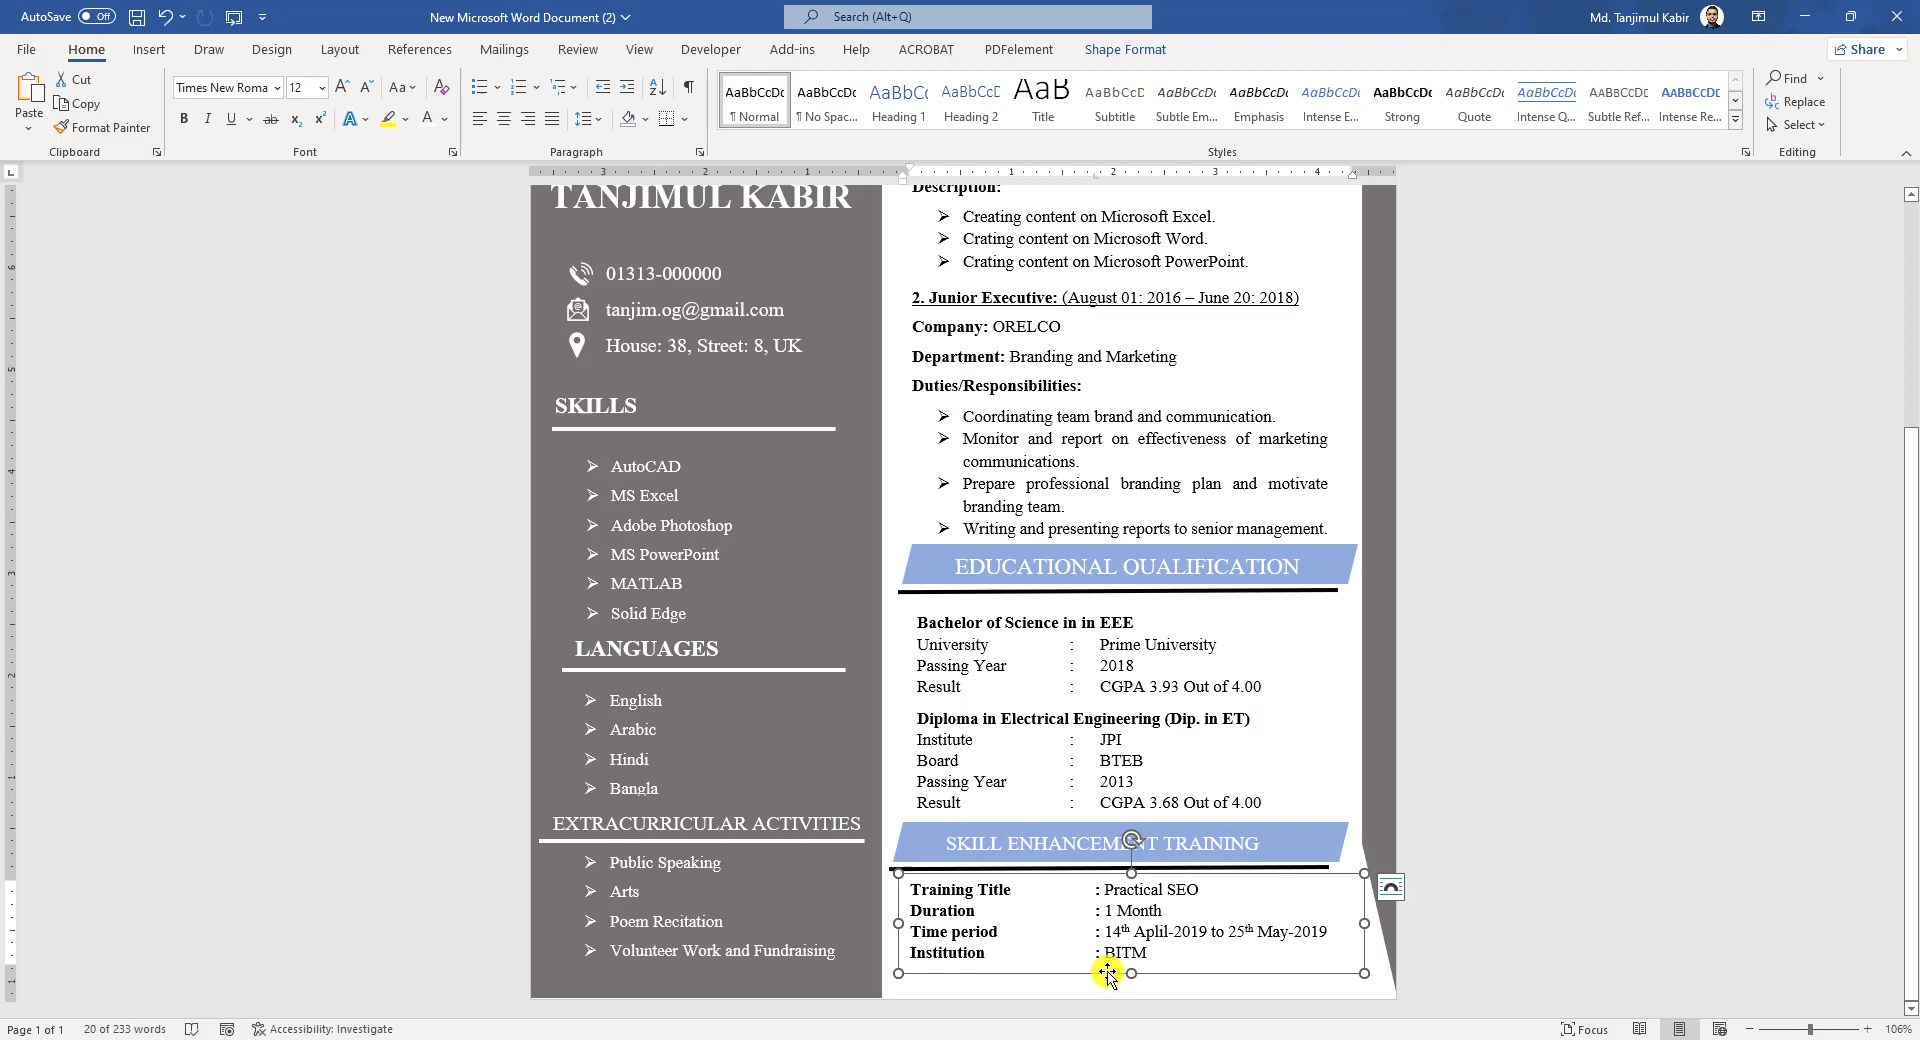 AutoSave Off
New Microsoft Word Document (2)
Search (Alt+Q)
Md. Tanjimul Kabir
File Home Insert Draw Design Layout References Mailings Review View Developer Add-ins Help ACROBAT PDFelement Shape Format Share
Paste
Cut
Copy
Format Painter
Clipboard
Times New Roma 12
Font
Paragraph
AaBbCcDc AaBbCcDc AaBbCc AaBbCcD AaB AaBbCcD AaBbCcDc AaBbCcDc AaBbCcDc AaBbCcDc AaBbCcDc AaBbCcDc AaBbCcDc AaBbCcDc
¶ Normal ¶ No Spac... Heading 1 Heading 2 Title Subtitle Subtle Em... Emphasis Intense E... Strong Quote Intense Q... Subtle Ref... Intense Re...
Styles
Find
Replace
Select
Editing
TANJIMUL KABIR
01313-000000
tanjim.og@gmail.com
House: 38, Street: 8, UK
SKILLS
AutoCAD
MS Excel
Adobe Photoshop
MS PowerPoint
MATLAB
Solid Edge
LANGUAGES
English
Arabic
Hindi
Bangla
EXTRACURRICULAR ACTIVITIES
Public Speaking
Arts
Poem Recitation
Volunteer Work and Fundraising
Description:
Creating content on Microsoft Excel.
Crating content on Microsoft Word.
Crating content on Microsoft PowerPoint.
2. Junior Executive: (August 01: 2016 – June 20: 2018)
Company: ORELCO
Department: Branding and Marketing
Duties/Responsibilities:
Coordinating team brand and communication.
Monitor and report on effectiveness of marketing
communications.
Prepare professional branding plan and motivate
branding team.
Writing and presenting reports to senior management.
EDUCATIONAL QUALIFICATION
Bachelor of Science in in EEE
University : Prime University
Passing Year : 2018
Result : CGPA 3.93 Out of 4.00
Diploma in Electrical Engineering (Dip. in ET)
Institute : JPI
Board : BTEB
Passing Year : 2013
Result : CGPA 3.68 Out of 4.00
SKILL ENHANCEMENT TRAINING
Training Title : Practical SEO
Duration : 1 Month
Time period : 14th Aplil-2019 to 25th May-2019
Institution : BITM
Page 1 of 1 20 of 233 words Accessibility: Investigate Focus 106%